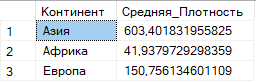 Континент Средняя_Плотность
1 Азия 603,401831955825
2 Африка 41,9379729298359
3 Европа 150,756134601109